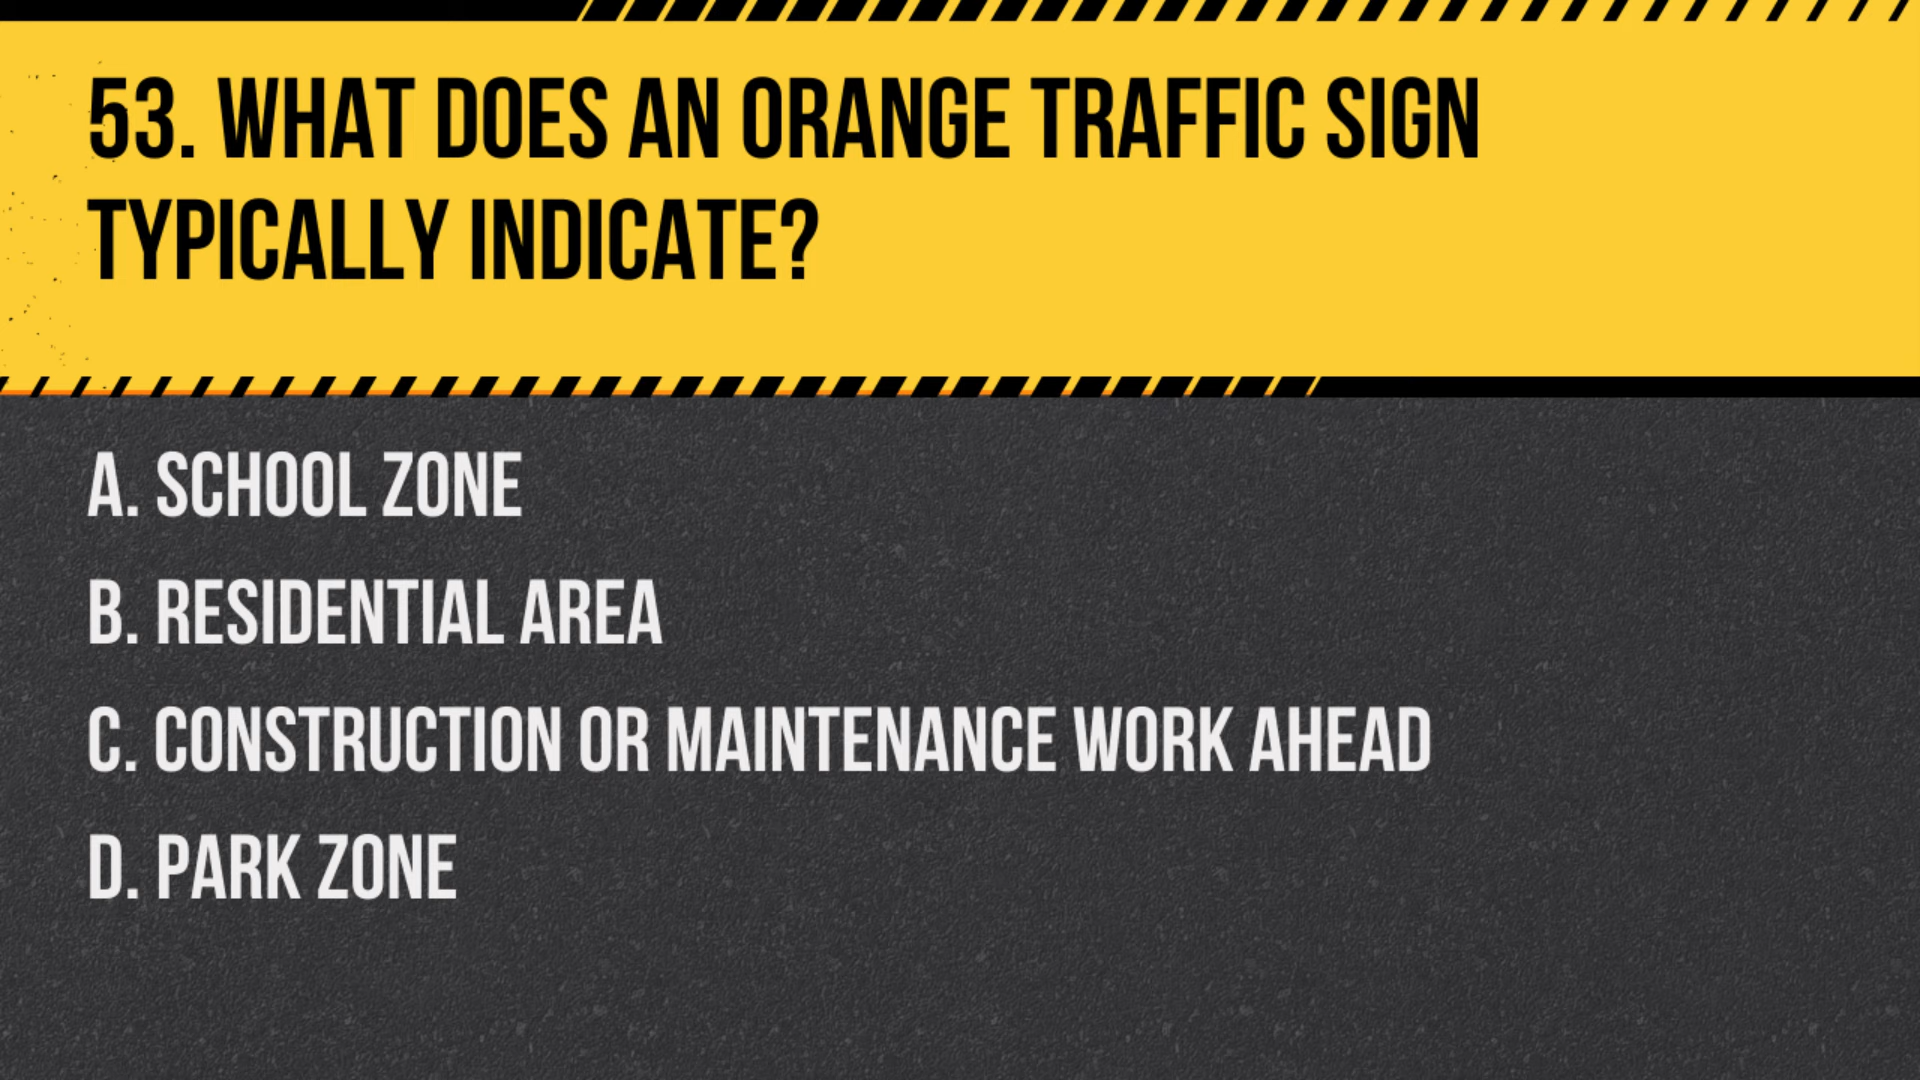 53. WHAT DOES AN ORANGE TRAFFIC SIGN
TYPICALLY INDICATE?
A. SCHOOL ZONE
B. RESIDENTIAL AREA
C. CONSTRUCTION OR MAINTENANCE WORK AHEAD
D. PARK ZONE